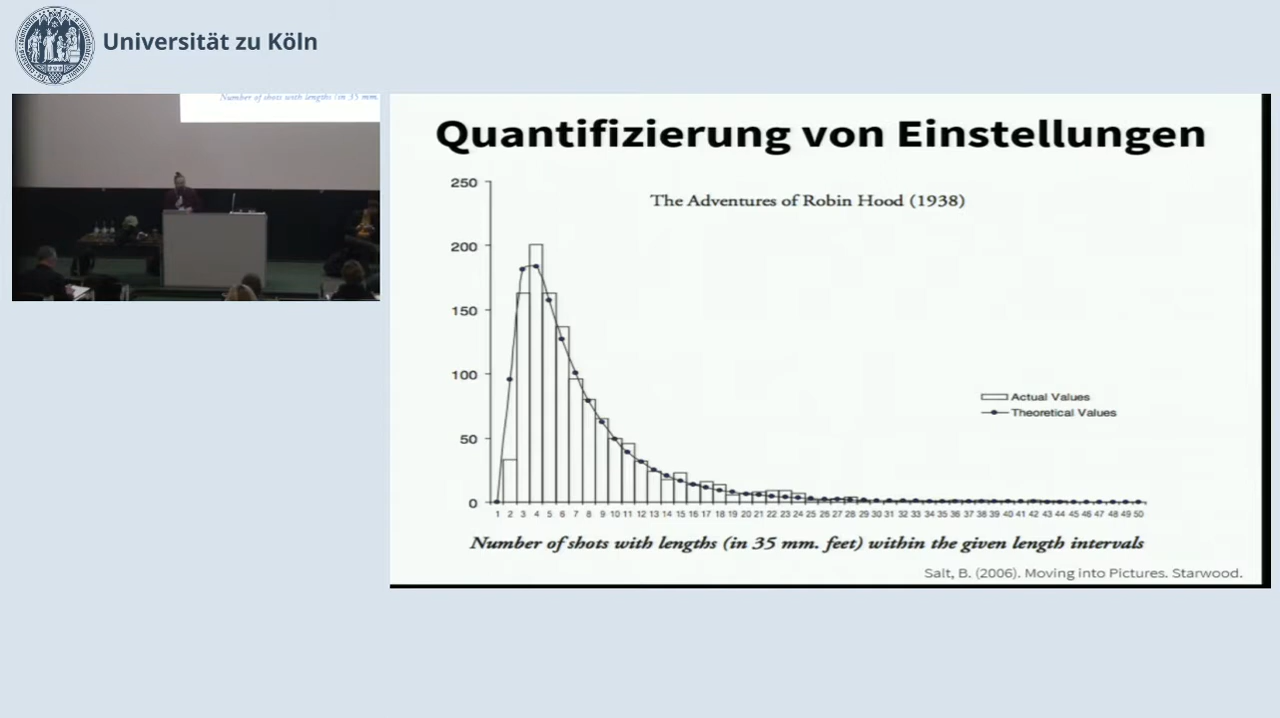 Universität zu Köln
Number of shots with lengths (in 35 mm.
Quantifizierung von Einstellungen
The Adventures of Robin Hood (1938)
250
200
150
100
50
0
Actual Values
Theoretical Values
1 2 3 4 5 6 7 8 9 10 11 12 13 14 15 16 17 18 19 20 21 22 23 24 25 26 27 28 29 30 31 32 33 34 35 36 37 38 39 40 41 42 43 44 45 46 47 48 49 50
Number of shots with lengths (in 35 mm. feet) within the given length intervals
Salt, B. (2006). Moving into Pictures. Starwood.